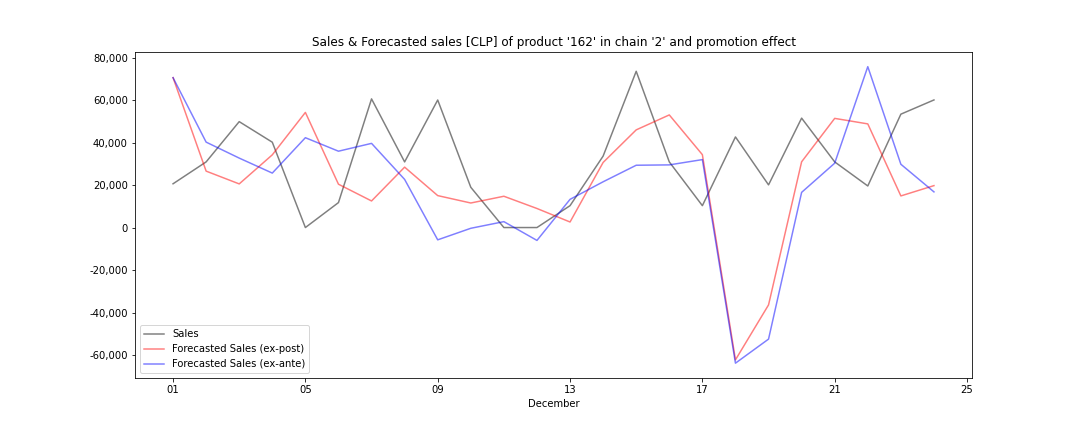 Sales & Forecasted sales [CLP] of product '162' in chain '2' and promotion effect
80,000
60,000
40,000
20,000
0
-20,000
-40,000
-60,000
Sales
Forecasted Sales (ex-post)
Forecasted Sales (ex-ante)
01 05 09 13 17 21 25
December